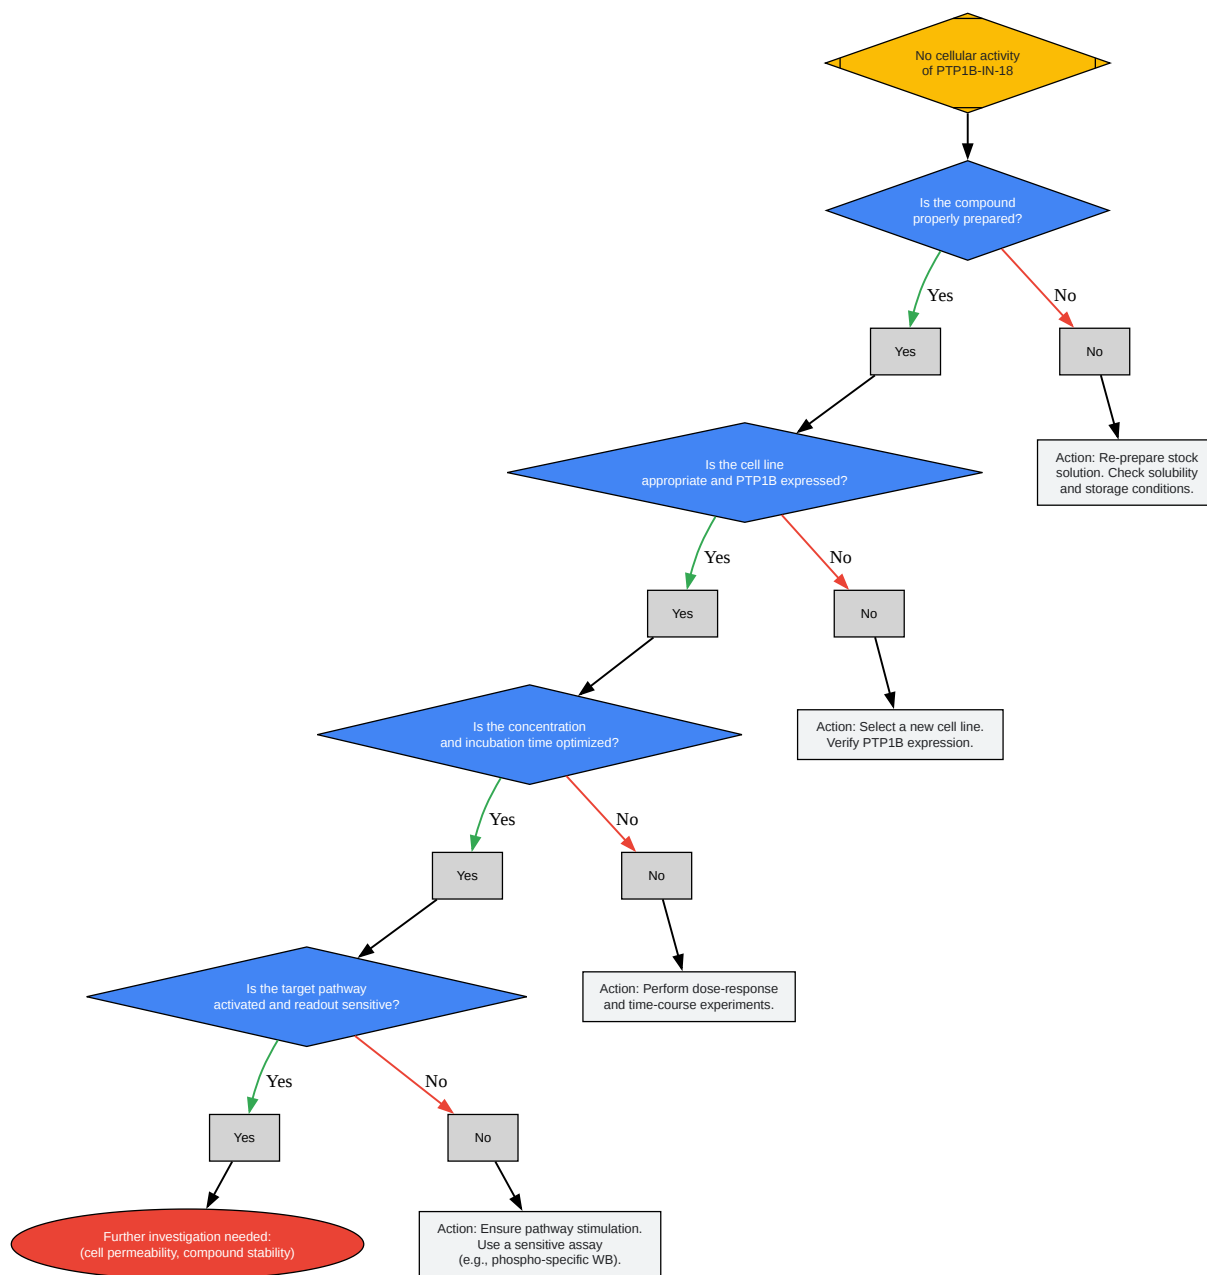 No cellular activity
of PTP1B-IN-18
Is the compound
properly prepared?
Yes
No
Yes
No
Action: Re-prepare stock
solution. Check solubility
and storage conditions.
Is the cell line
appropriate and PTP1B expressed?
Yes
No
Yes
No
Action: Select a new cell line.
Verify PTP1B expression.
Is the concentration
and incubation time optimized?
Yes
No
Yes
No
Action: Perform dose-response
and time-course experiments.
Is the target pathway
activated and readout sensitive?
Yes
No
Yes
No
Further investigation needed:
(cell permeability, compound stability)
Action: Ensure pathway stimulation.
Use a sensitive assay
(e.g., phospho-specific WB).